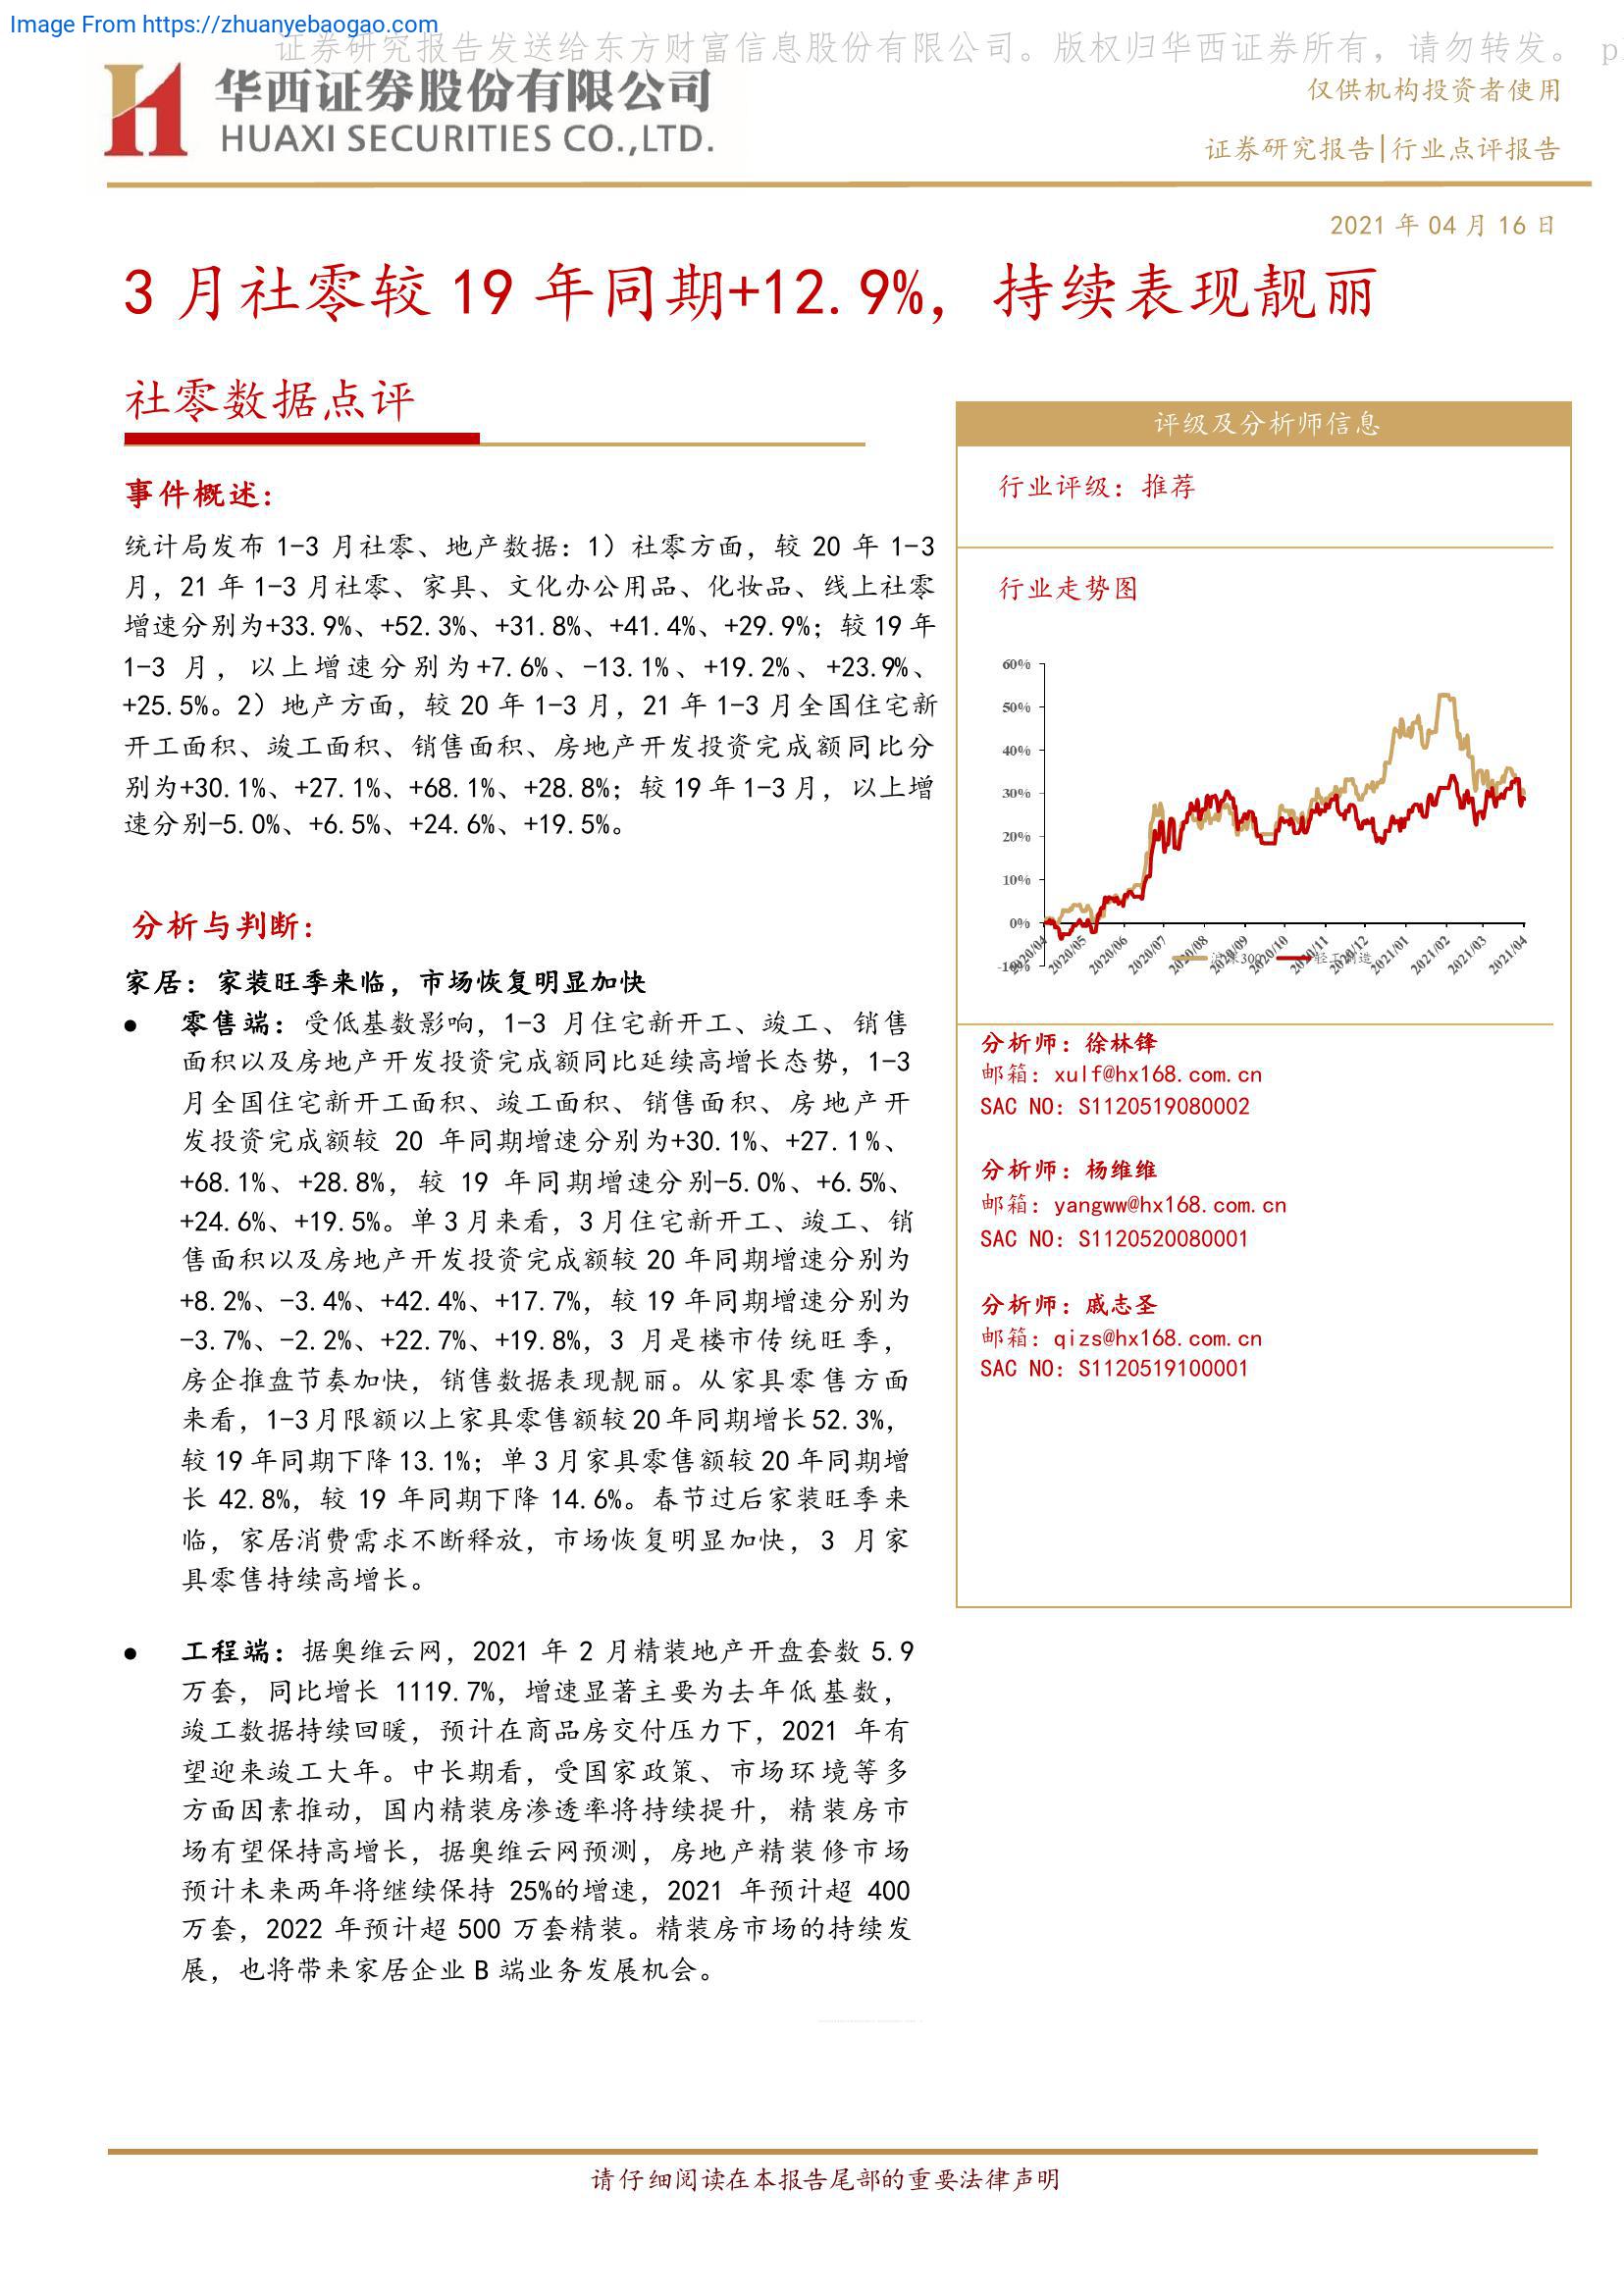 Image From https://zhuanyebaogao.com
证券研究报告发送给东方财富信息股份有限公司。版权归华西证券所有，请勿转发。 p
华西证券股份有限公司
HUAXI SECURITIES CO.,LTD.
仅供机构投资者使用
证券研究报告|行业点评报告
2021 年 04 月 16 日
3 月社零较 19 年同期+12.9%，持续表现靓丽
社零数据点评
事件概述：
统计局发布 1-3 月社零、地产数据：1）社零方面，较 20 年 1-3
月，21 年 1-3 月社零、家具、文化办公用品、化妆品、线上社零
增速分别为+33.9%、+52.3%、+31.8%、+41.4%、+29.9%；较 19 年
1-3 月，以上增速分别为+7.6%、-13.1%、+19.2%、+23.9%、
+25.5%。2）地产方面，较 20 年 1-3 月，21 年 1-3 月全国住宅新
开工面积、竣工面积、销售面积、房地产开发投资完成额同比分
别为+30.1%、+27.1%、+68.1%、+28.8%；较 19 年 1-3 月，以上增
速分别-5.0%、+6.5%、+24.6%、+19.5%。
分析与判断：
家居：家装旺季来临，市场恢复明显加快
● 零售端：受低基数影响，1-3 月住宅新开工、竣工、销售
面积以及房地产开发投资完成额同比延续高增长态势，1-3
月全国住宅新开工面积、竣工面积、销售面积、房地产开
发投资完成额较 20 年同期增速分别为+30.1%、+27.1%、
+68.1%、+28.8%，较 19 年同期增速分别-5.0%、+6.5%、
+24.6%、+19.5%。单 3 月来看，3 月住宅新开工、竣工、销
售面积以及房地产开发投资完成额较 20 年同期增速分别为
+8.2%、-3.4%、+42.4%、+17.7%，较 19 年同期增速分别为
-3.7%、-2.2%、+22.7%、+19.8%，3 月是楼市传统旺季，
房企推盘节奏加快，销售数据表现靓丽。从家具零售方面
来看，1-3 月限额以上家具零售额较 20 年同期增长 52.3%，
较 19 年同期下降 13.1%；单 3 月家具零售额较 20 年同期增
长 42.8%，较 19 年同期下降 14.6%。春节过后家装旺季来
临，家居消费需求不断释放，市场恢复明显加快，3 月家
具零售持续高增长。
● 工程端：据奥维云网，2021 年 2 月精装地产开盘套数 5.9
万套，同比增长 1119.7%，增速显著主要为去年低基数，
竣工数据持续回暖，预计在商品房交付压力下，2021 年有
望迎来竣工大年。中长期看，受国家政策、市场环境等多
方面因素推动，国内精装房渗透率将持续提升，精装房市
场有望保持高增长，据奥维云网预测，房地产精装修市场
预计未来两年将继续保持 25%的增速，2021 年预计超 400
万套，2022 年预计超 500 万套精装。精装房市场的持续发
展，也将带来家居企业 B 端业务发展机会。
评级及分析师信息
行业评级：推荐
行业走势图
60%
50%
40%
30%
20%
10%
0%
-10%
2020/04
2020/05
2020/06
2020/07
2020/08
2020/09
2020/10
2020/11
2020/12
2021/01
2021/02
2021/03
2021/04
沪深300
轻工制造
分析师：徐林锋
邮箱：xulf@hx168.com.cn
SAC NO：S1120519080002
分析师：杨维维
邮箱：yangww@hx168.com.cn
SAC NO：S1120520080001
分析师：戚志圣
邮箱：qizs@hx168.com.cn
SAC NO：S1120519100001
请仔细阅读在本报告尾部的重要法律声明